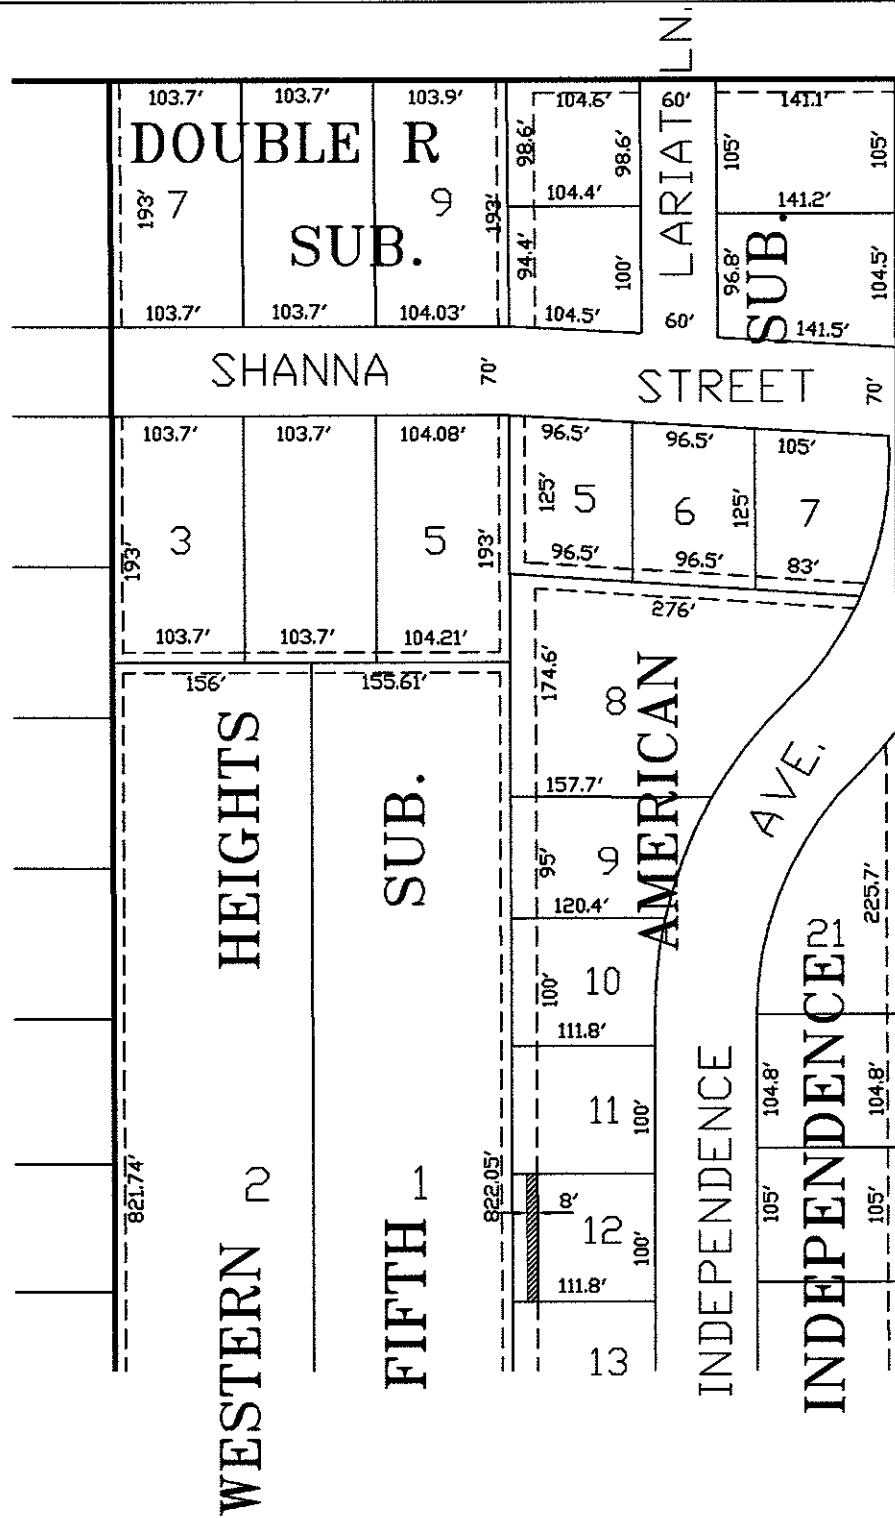 LARIAT LN.
103.7' 103.7' 103.9' 104.6' 60' 141.1'
DOUBLE R
SUB.
193' 7 9 193'
98.6' 98.6' 105' 105'
104.4' 141.2'
94.4' 100' 96.8' 104.5'
SUB.
103.7' 103.7' 104.03' 104.5' 60' 141.5'
SHANNA 70' STREET 70'
103.7' 103.7' 104.08' 96.5' 96.5' 105'
193' 3 5 193' 125' 5 6 125' 7
96.5' 96.5' 83'
103.7' 103.7' 104.21'
276'
156' 155.61'
174.6' 8
157.7'
95' 9
120.4'
100' 10
111.8'
11 100'
8' 12 100'
111.8'
13
AMERICAN
INDEPENDENCE AVE.
225.7'
21
104.8' 104.8'
105' 105'
INDEPENDENCE
WESTERN HEIGHTS
FIFTH SUB.
821.74' 2 1 822.05'